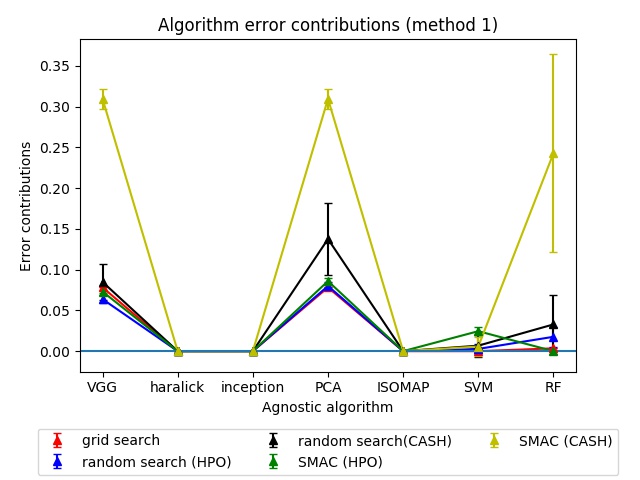 Algorithm error contributions (method 1)
Error contributions
0.35
0.30
0.25
0.20
0.15
0.10
0.05
0.00
VGG haralick inception PCA ISOMAP SVM RF
Agnostic algorithm
grid search random search(CASH) SMAC (CASH)
random search (HPO) SMAC (HPO)